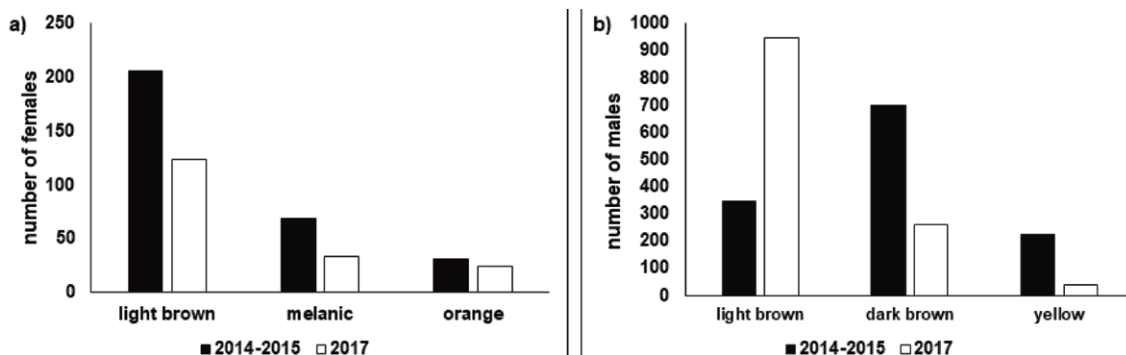 a)
number of females
250
200
150
100
50
0
light brown melanic orange
■ 2014-2015 □ 2017
b)
number of males
1000
900
800
700
600
500
400
300
200
100
0
light brown dark brown yellow
■ 2014-2015 □ 2017